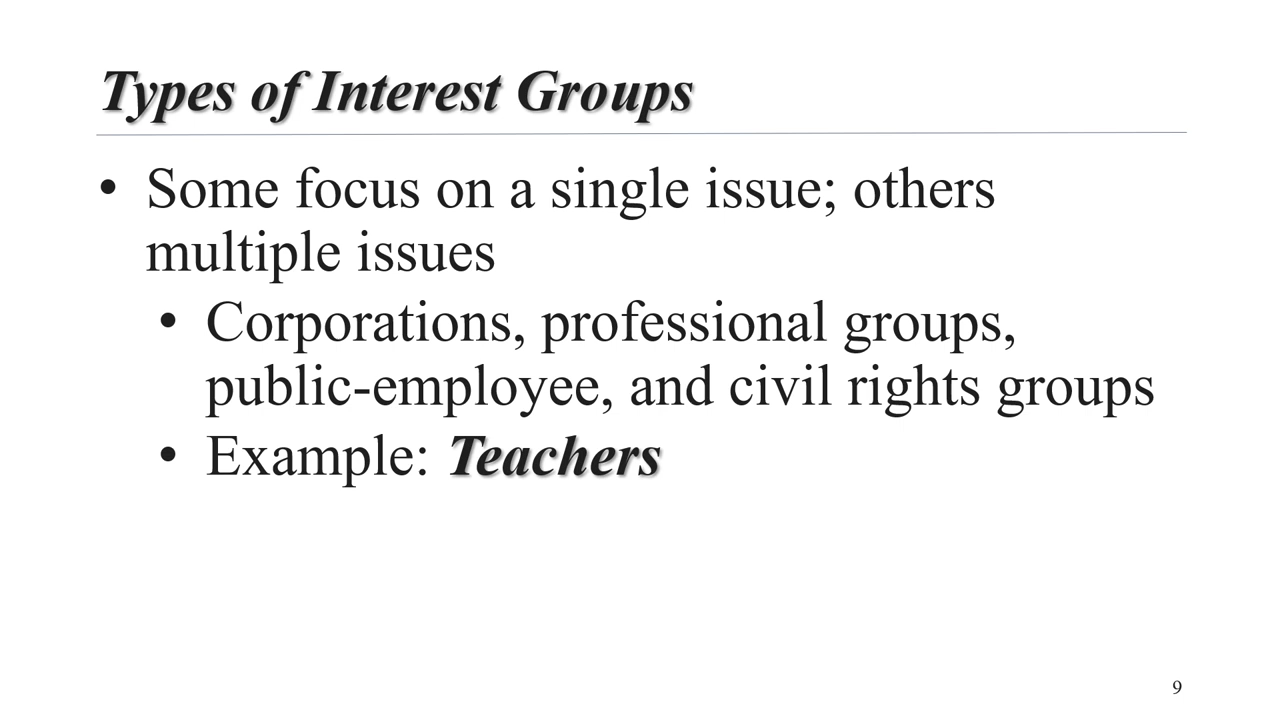 Types of Interest Groups
• Some focus on a single issue; others
multiple issues
• Corporations, professional groups,
public-employee, and civil rights groups
• Example: Teachers
9